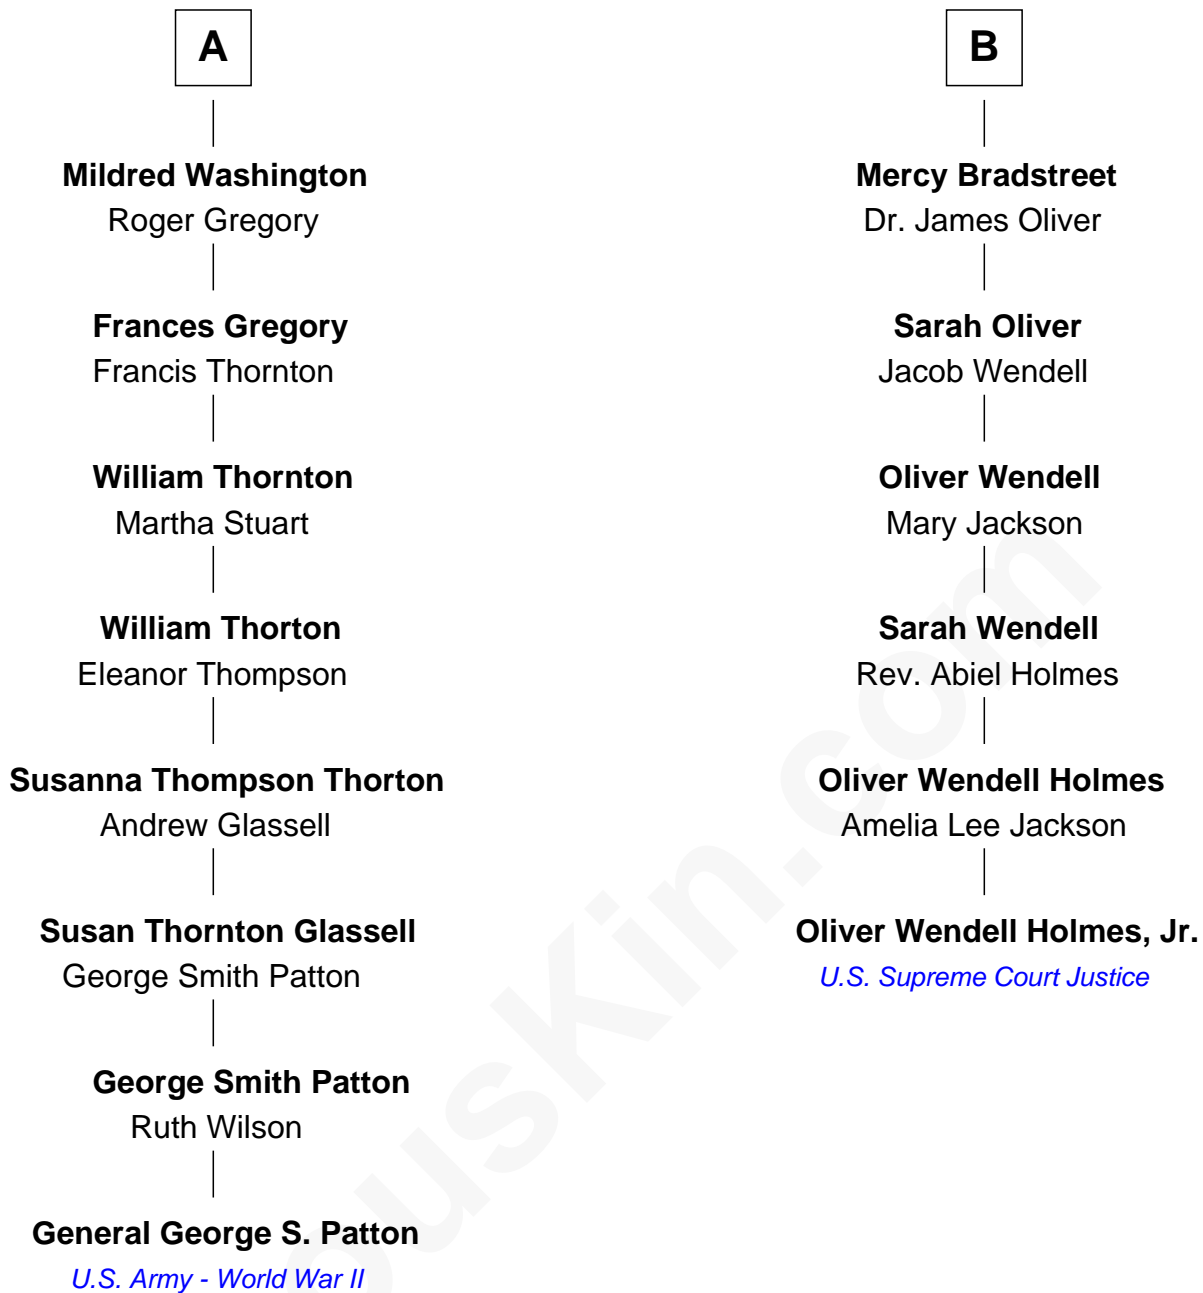 A
Mildred Washington
Roger Gregory
Frances Gregory
Francis Thornton
William Thornton
Martha Stuart
William Thorton
Eleanor Thompson
Susanna Thompson Thorton
Andrew Glassell
Susan Thornton Glassell
George Smith Patton
George Smith Patton
Ruth Wilson
General George S. Patton
U.S. Army - World War II
B
Mercy Bradstreet
Dr. James Oliver
Sarah Oliver
Jacob Wendell
Oliver Wendell
Mary Jackson
Sarah Wendell
Rev. Abiel Holmes
Oliver Wendell Holmes
Amelia Lee Jackson
Oliver Wendell Holmes, Jr.
U.S. Supreme Court Justice
ousKin.com